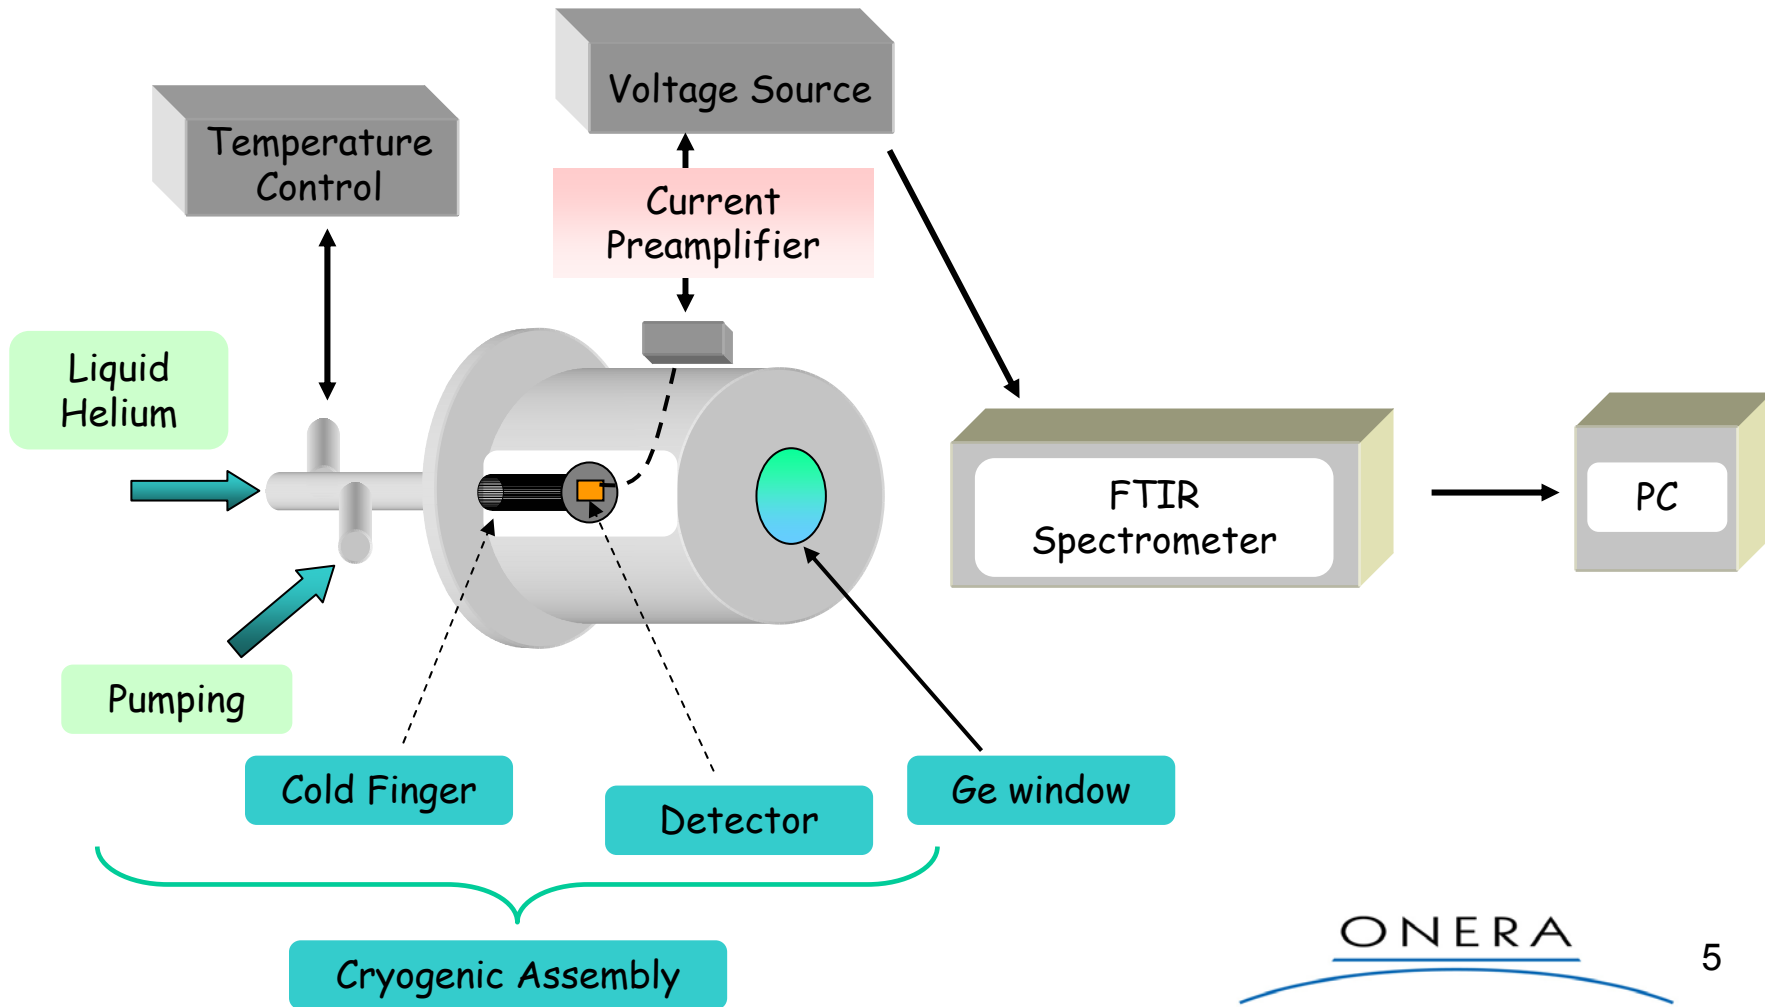 Voltage Source
Temperature
Control
Current
Preamplifier
Liquid
Helium
FTIR
Spectrometer
PC
Pumping
Cold Finger
Detector
Ge window
Cryogenic Assembly
ONERA
5